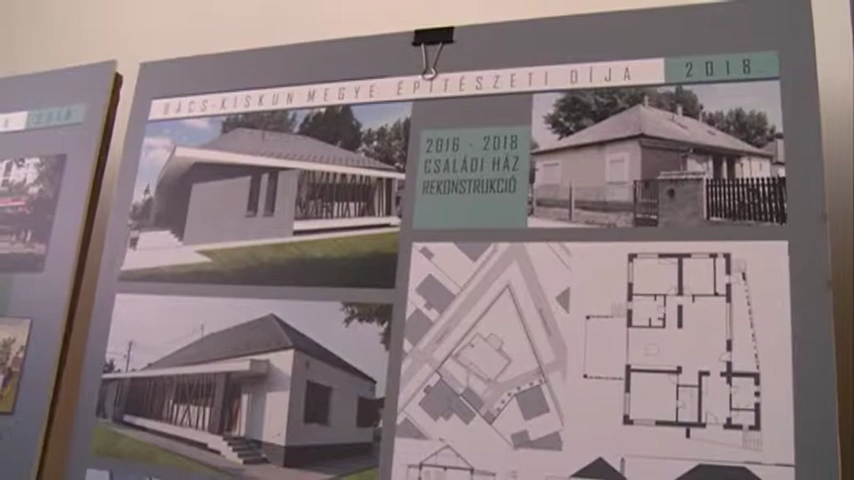 BÁCS-KISKUN MEGYE ÉPÍTÉSZETI DÍJA 2018.
2016 - 2018
CSALÁDI HÁZ
REKONSTRUKCIÓ
2018